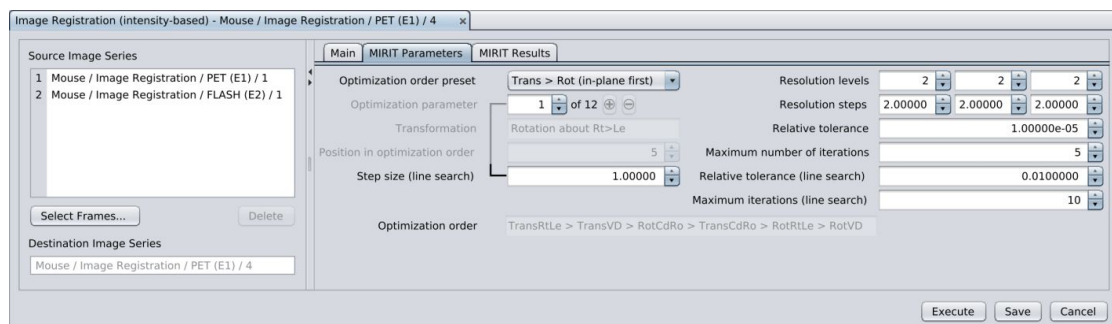 Image Registration (intensity-based) - Mouse / Image Registration / PET (E1) / 4 ×
Source Image Series
1 Mouse / Image Registration / PET (E1) / 1
2 Mouse / Image Registration / FLASH (E2) / 1
Select Frames... Delete
Destination Image Series
Mouse / Image Registration / PET (E1) / 4
Main MIRIT Parameters MIRIT Results
Optimization order preset Trans > Rot (in-plane first)
Optimization parameter 1 of 12
Transformation Rotation about Rt>Le
Position in optimization order 5
Step size (line search) 1.00000
Optimization order TransRtLe > TransVD > RotCdRo > TransCdRo > RotRtLe > RotVD
Resolution levels 2 2 2
Resolution steps 2.00000 2.00000 2.00000
Relative tolerance 1.00000e-05
Maximum number of iterations 5
Relative tolerance (line search) 0.0100000
Maximum iterations (line search) 10
Execute Save Cancel